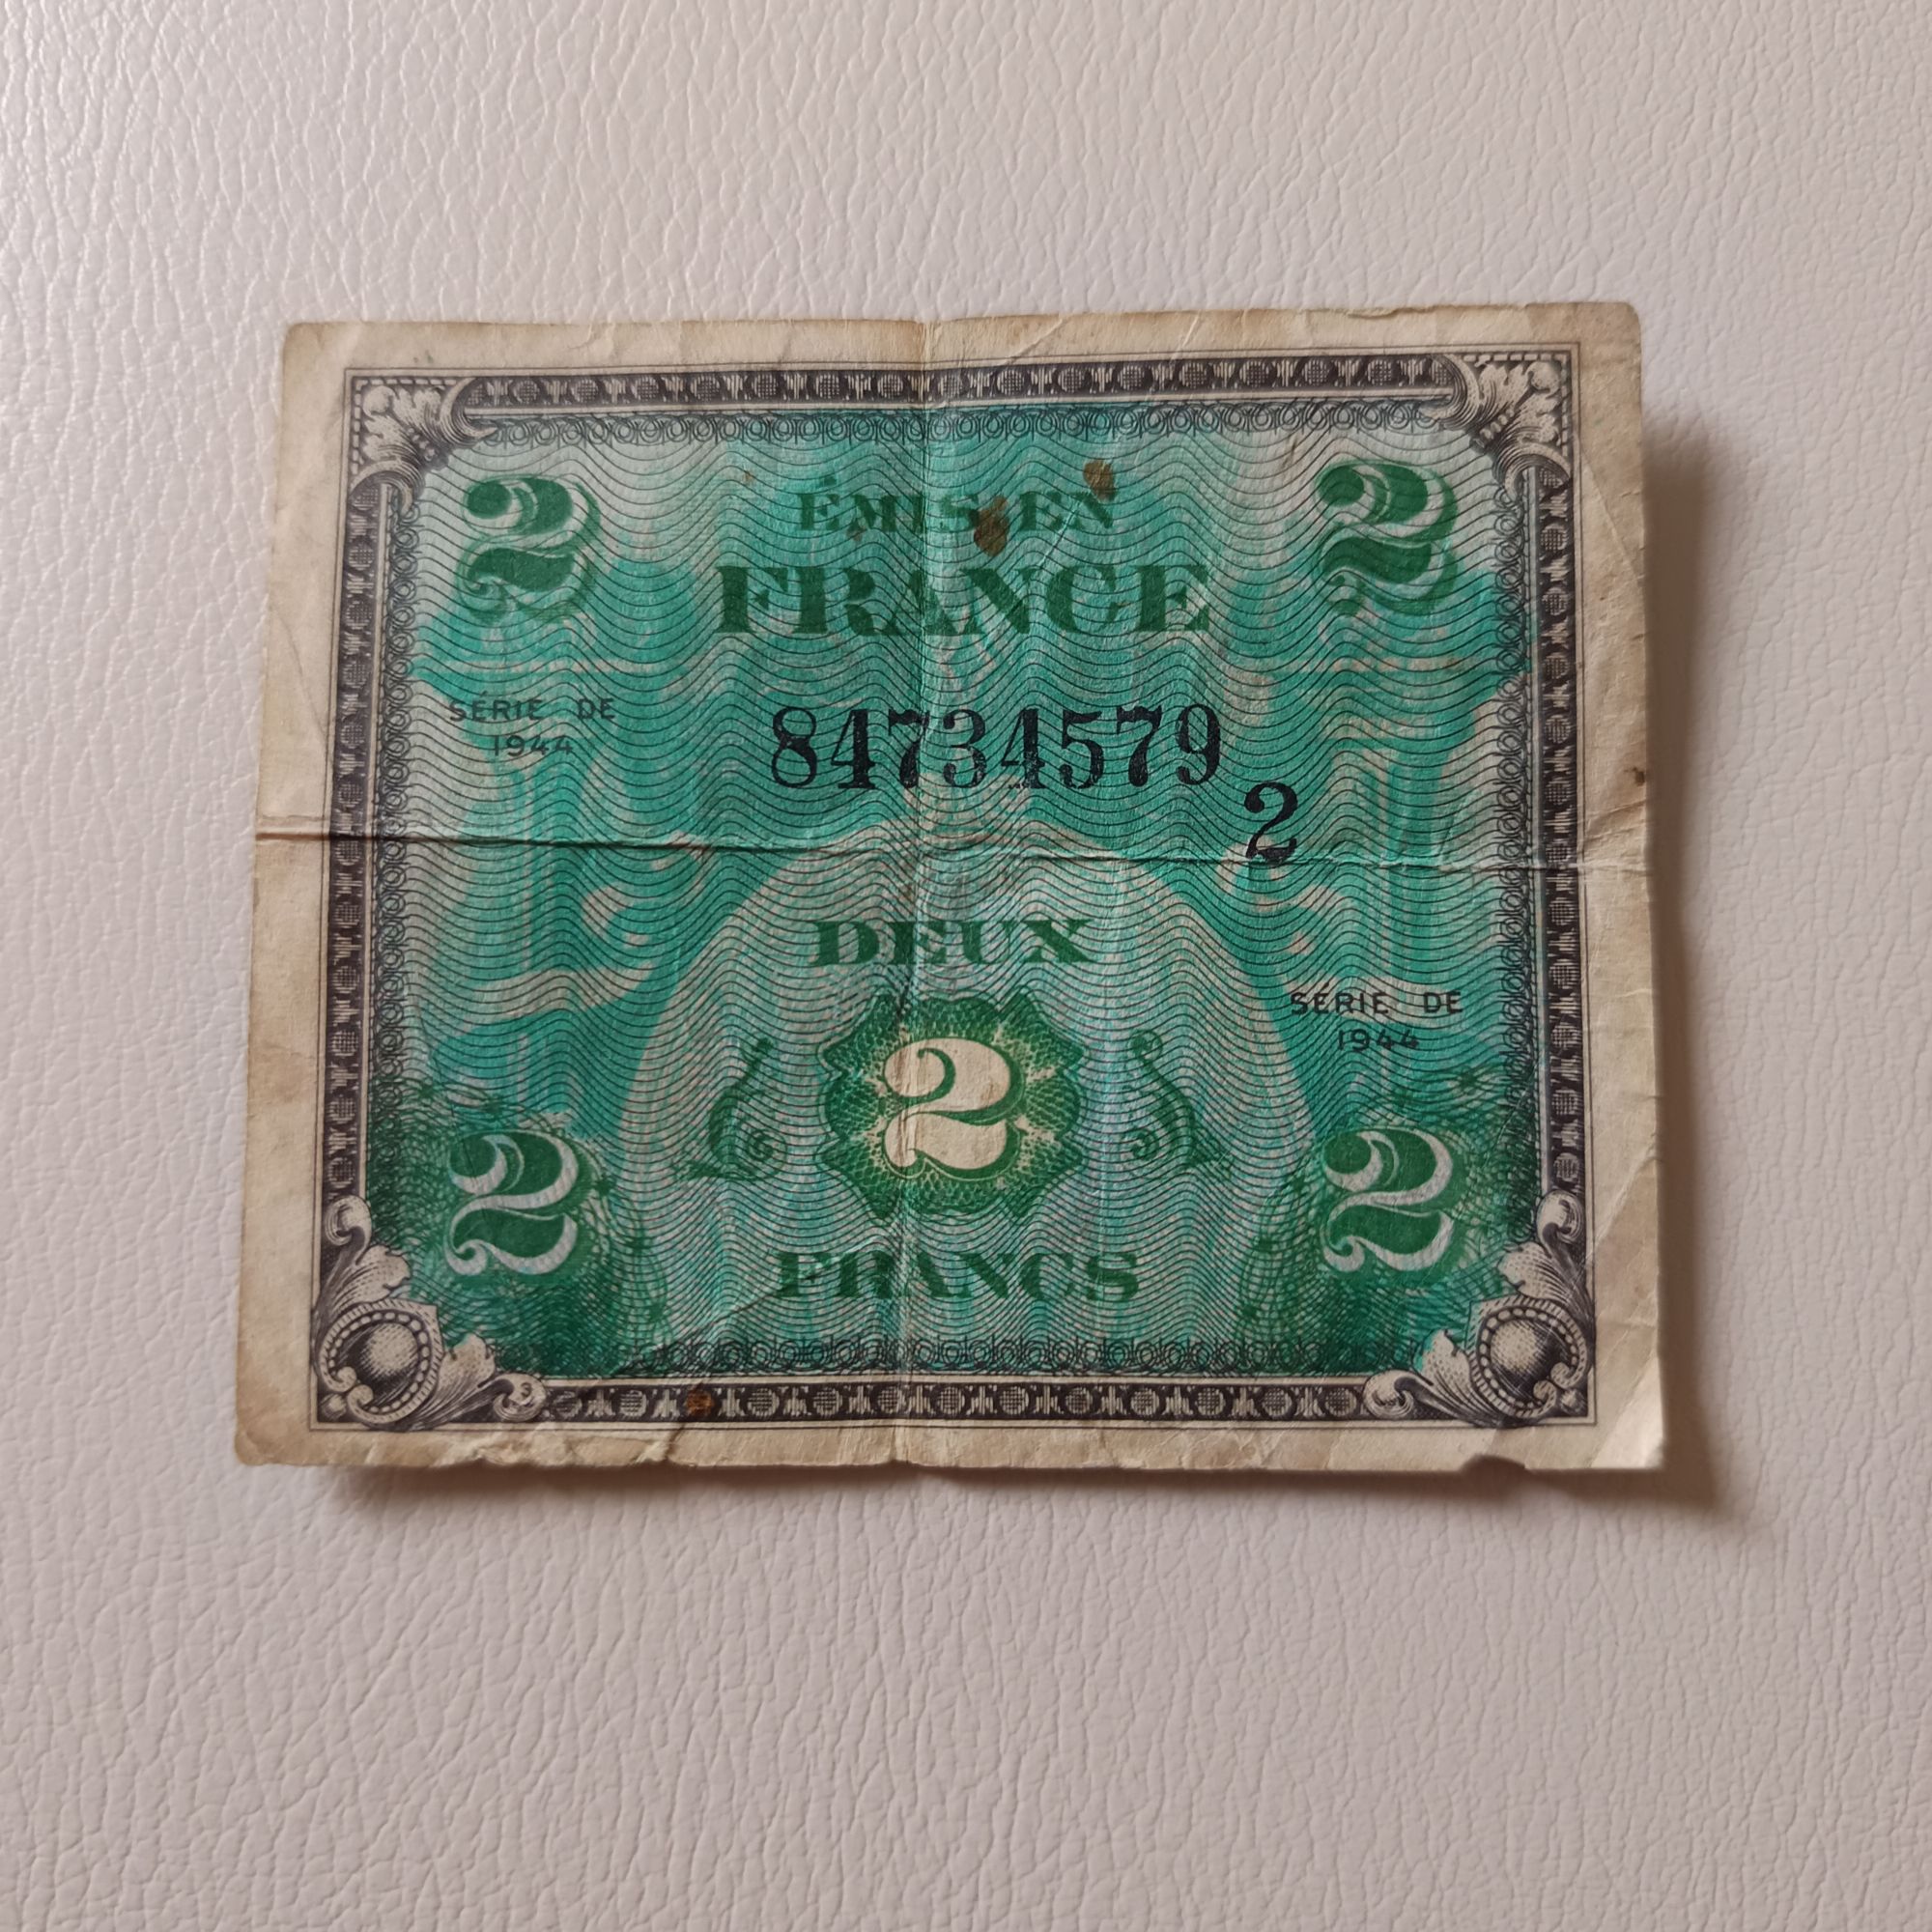 2 ÉMIS EN 2
FRANCE
SÉRIE DE
1944
84734579
2
DEUX
SÉRIE DE
1944
2
2 2
FRANCS